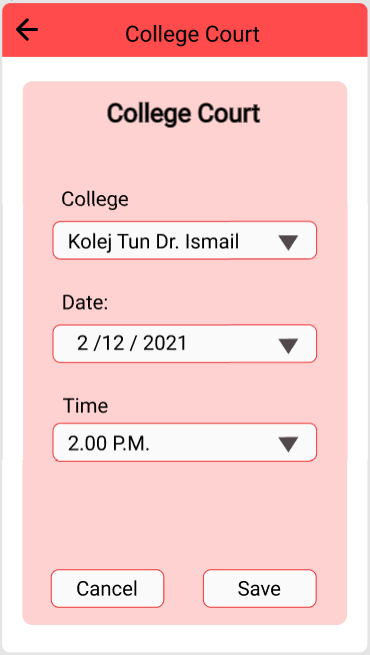 College Court
College Court
College
Kolej Tun Dr. Ismail
Date:
2 /12 / 2021
Time
2.00 P.M.
Cancel Save